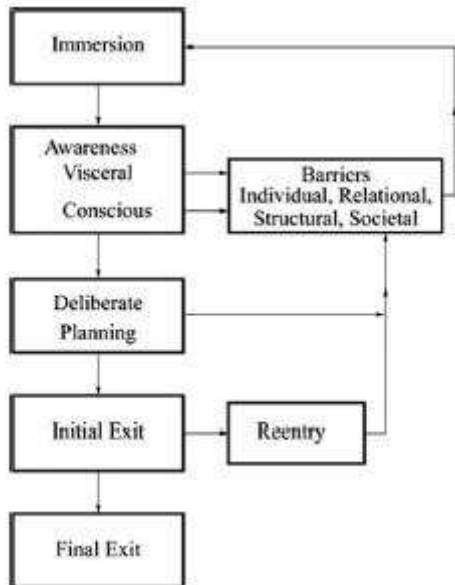 Immersion
Awareness
Visceral
Conscious
Barriers
Individual, Relational,
Structural, Societal
Deliberate
Planning
Initial Exit
Reentry
Final Exit